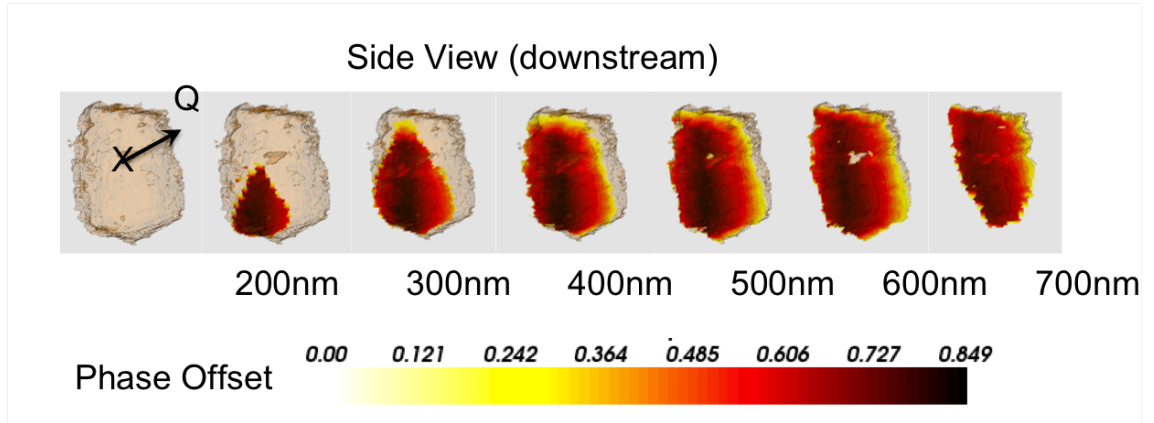 Side View (downstream)
Q
X
200nm 300nm 400nm 500nm 600nm 700nm
0.00 0.121 0.242 0.364 0.485 0.606 0.727 0.849
Phase Offset